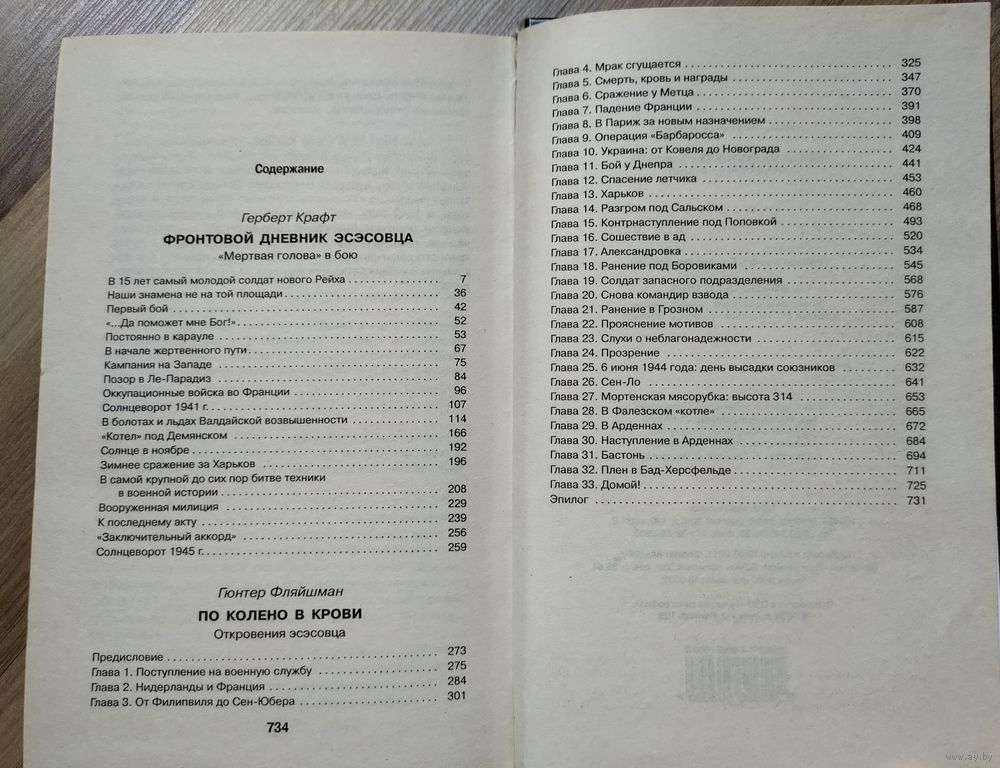 Содержание
Герберт Крафт
ФРОНТОВОЙ ДНЕВНИК ЭСЭСОВЦА
«Мертвая голова» в бою
В 15 лет самый молодой солдат нового Рейха 7
Наши знамена не на той площади 36
Первый бой 42
«...Да поможет мне Бог!» 52
Постоянно в карауле 53
В начале жертвенного пути 67
Кампания на Западе 75
Позор в Ле-Парадиз 84
Оккупационные войска во Франции 96
Солнцеворот 1941 г. 107
В болотах и льдах Валдайской возвышенности 114
«Котел» под Демянском 166
Солнце в ноябре 192
Зимнее сражение за Харьков 196
В самой крупной до сих пор битве техники
в военной истории 208
Вооруженная милиция 229
К последнему акту 239
«Заключительный аккорд» 256
Солнцеворот 1945 г. 259
Гюнтер Фляйшман
ПО КОЛЕНО В КРОВИ
Откровения эсэсовца
Предисловие 273
Глава 1. Поступление на военную службу 275
Глава 2. Нидерланды и Франция 284
Глава 3. От Филипвиля до Сен-Юбера 301
734
Глава 4. Мрак сгущается 325
Глава 5. Смерть, кровь и награды 347
Глава 6. Сражение у Метца 370
Глава 7. Падение Франции 391
Глава 8. В Париж за новым назначением 398
Глава 9. Операция «Барбаросса» 409
Глава 10. Украина: от Ковеля до Новограда 424
Глава 11. Бой у Днепра 441
Глава 12. Спасение летчика 453
Глава 13. Харьков 460
Глава 14. Разгром под Сальском 468
Глава 15. Контрнаступление под Поповкой 493
Глава 16. Сошествие в ад 520
Глава 17. Александровка 534
Глава 18. Ранение под Боровиками 545
Глава 19. Солдат запасного подразделения 568
Глава 20. Снова командир взвода 576
Глава 21. Ранение в Грозном 587
Глава 22. Прояснение мотивов 608
Глава 23. Слухи о неблагонадежности 615
Глава 24. Прозрение 622
Глава 25. 6 июня 1944 года: день высадки союзников 632
Глава 26. Сен-Ло 641
Глава 27. Мортенская мясорубка: высота 314 653
Глава 28. В Фалезском «котле» 665
Глава 29. В Арденнах 672
Глава 30. Наступление в Арденнах 684
Глава 31. Бастонь 694
Глава 32. Плен в Бад-Херсфельде 711
Глава 33. Домой! 725
Эпилог 731
www.ay.by